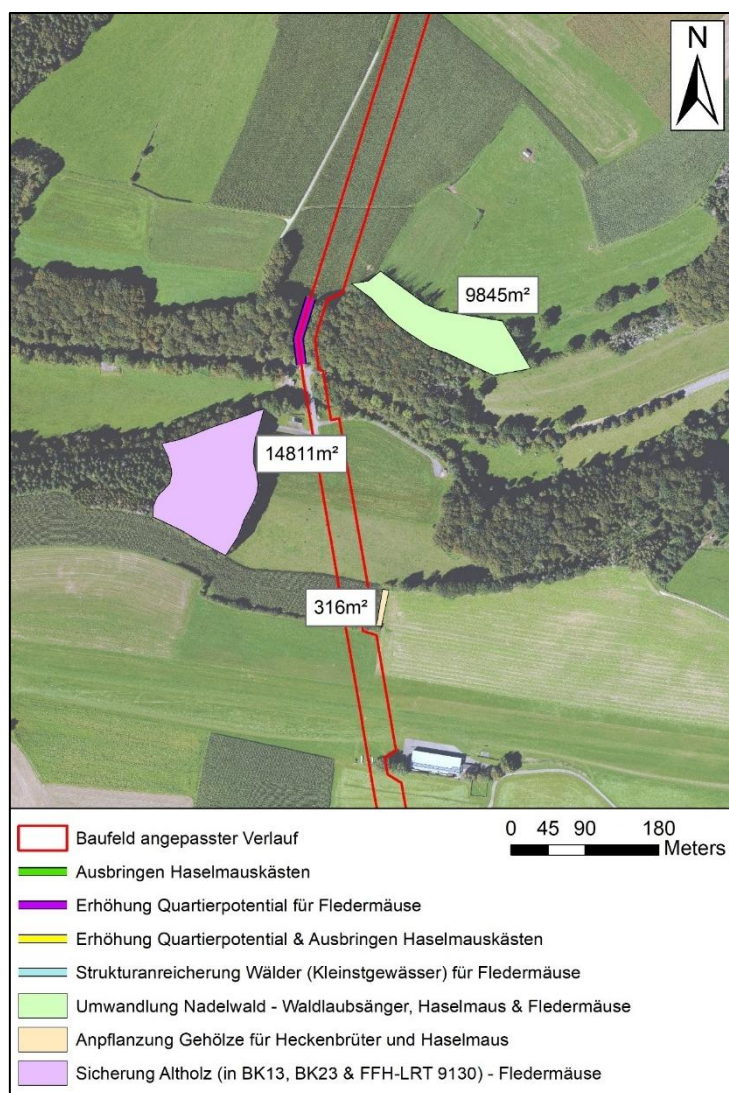 N
9845m²
14811m²
316m²
Baufeld angepasster Verlauf
0 45 90 180
Meters
Ausbringen Haselmauskästen
Erhöhung Quartierpotential für Fledermäuse
Erhöhung Quartierpotential & Ausbringen Haselmauskästen
Strukturanreicherung Wälder (Kleinstgewässer) für Fledermäuse
Umwandlung Nadelwald - Waldlaubsänger, Haselmaus & Fledermäuse
Anpflanzung Gehölze für Heckenbrüter und Haselmaus
Sicherung Altholz (in BK13, BK23 & FFH-LRT 9130) - Fledermäuse